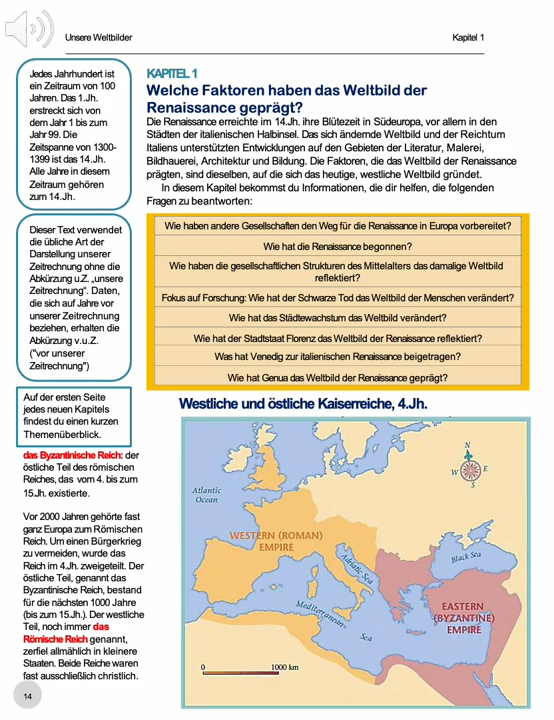 Unsere Weltbilder
Kapitel 1
Jedes Jahrhundert ist
ein Zeitraum von 100
Jahren. Das 1.Jh.
erstreckt sich von
dem Jahr 1 bis zum
Jahr 99. Die
Zeitspanne von 1300-
1399 ist das 14.Jh.
Alle Jahre in diesem
Zeitraum gehören
zum 14.Jh.
Dieser Text verwendet
die übliche Art der
Darstellung unserer
Zeitrechnung ohne die
Abkürzung u.Z. „unsere
Zeitrechnung“. Daten,
die sich auf Jahre vor
unserer Zeitrechnung
beziehen, erhalten die
Abkürzung v.u.Z.
("vor unserer
Zeitrechnung")
Auf der ersten Seite
jedes neuen Kapitels
findest du einen kurzen
Themenüberblick.
das Byzantinische Reich: der
östliche Teil des römischen
Reiches, das vom 4. bis zum
15.Jh. existierte.
Vor 2000 Jahren gehörte fast
ganz Europa zum Römischen
Reich. Um einen Bürgerkrieg
zu vermeiden, wurde das
Reich im 4.Jh. zweigeteilt. Der
östliche Teil, genannt das
Byzantinische Reich, bestand
für die nächsten 1000 Jahre
(bis zum 15.Jh.). Der westliche
Teil, noch immer das
Römische Reich genannt,
zerfiel allmählich in kleinere
Staaten. Beide Reiche waren
fast ausschließlich christlich.
14
KAPITEL 1
Welche Faktoren haben das Weltbild der
Renaissance geprägt?
Die Renaissance erreichte im 14.Jh. ihre Blütezeit in Südeuropa, vor allem in den
Städten der italienischen Halbinsel. Das sich ändernde Weltbild und der Reichtum
Italiens unterstützten Entwicklungen auf den Gebieten der Literatur, Malerei,
Bildhauerei, Architektur und Bildung. Die Faktoren, die das Weltbild der Renaissance
prägten, sind dieselben, auf die sich das heutige, westliche Weltbild gründet.
In diesem Kapitel bekommst du Informationen, die dir helfen, die folgenden
Fragen zu beantworten:
Wie haben andere Gesellschaften den Weg für die Renaissance in Europa vorbereitet?
Wie hat die Renaissance begonnen?
Wie haben die gesellschaftlichen Strukturen des Mittelalters das damalige Weltbild
reflektiert?
Fokus auf Forschung: Wie hat der Schwarze Tod das Weltbild der Menschen verändert?
Wie hat das Städtewachstum das Weltbild verändert?
Wie hat der Stadtstaat Florenz das Weltbild der Renaissance reflektiert?
Was hat Venedig zur italienischen Renaissance beigetragen?
Wie hat Genua das Weltbild der Renaissance geprägt?
Westliche und östliche Kaiserreiche, 4.Jh.
N
W
E
S
Atlantic
Ocean
WESTERN (ROMAN)
EMPIRE
Adriatic Sea
Black Sea
Mediterranean
Sea
EASTERN
(BYZANTINE)
EMPIRE
0
1000 km